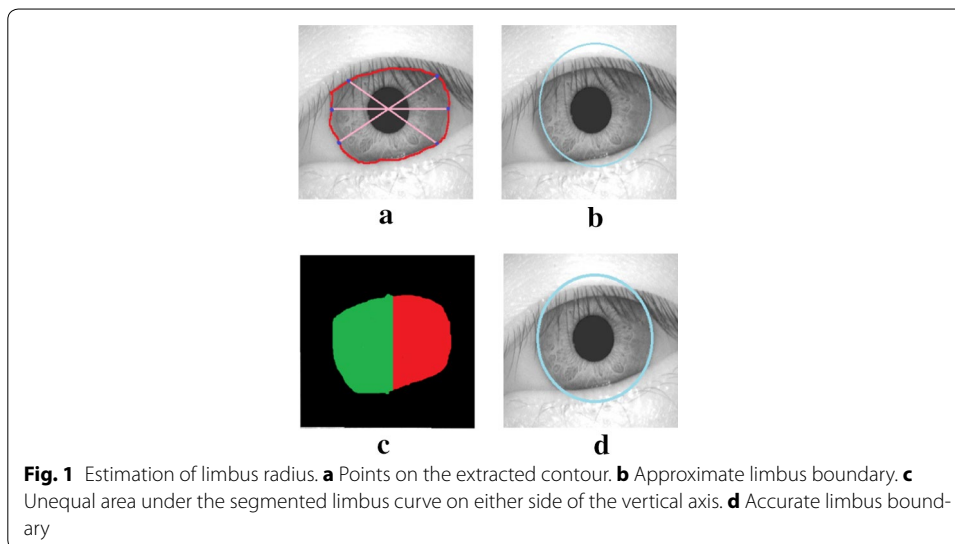 a
b
c
d
Fig. 1 Estimation of limbus radius. a Points on the extracted contour. b Approximate limbus boundary. c
Unequal area under the segmented limbus curve on either side of the vertical axis. d Accurate limbus bound-
ary